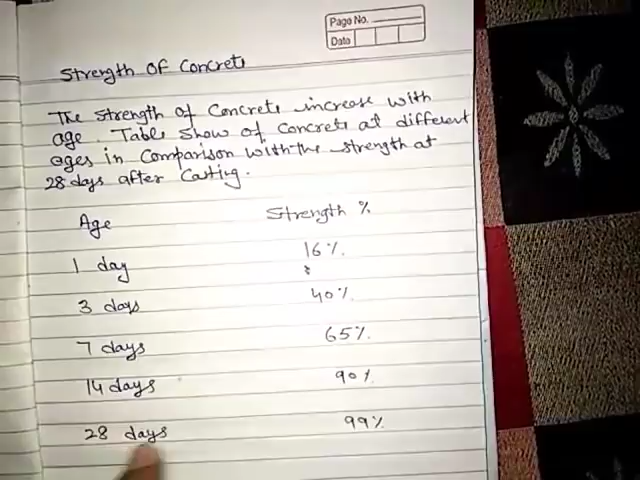 Page No.
Date
Strength Of Concrete
The Strength of Concrete increase with
age. Table Show of Concrete at different
ages in Comparison with the strength at
28 days after Casting.
Age Strength %
1 day 16%
3 days 40%
7 days 65%
14 days 90%
28 days 99%